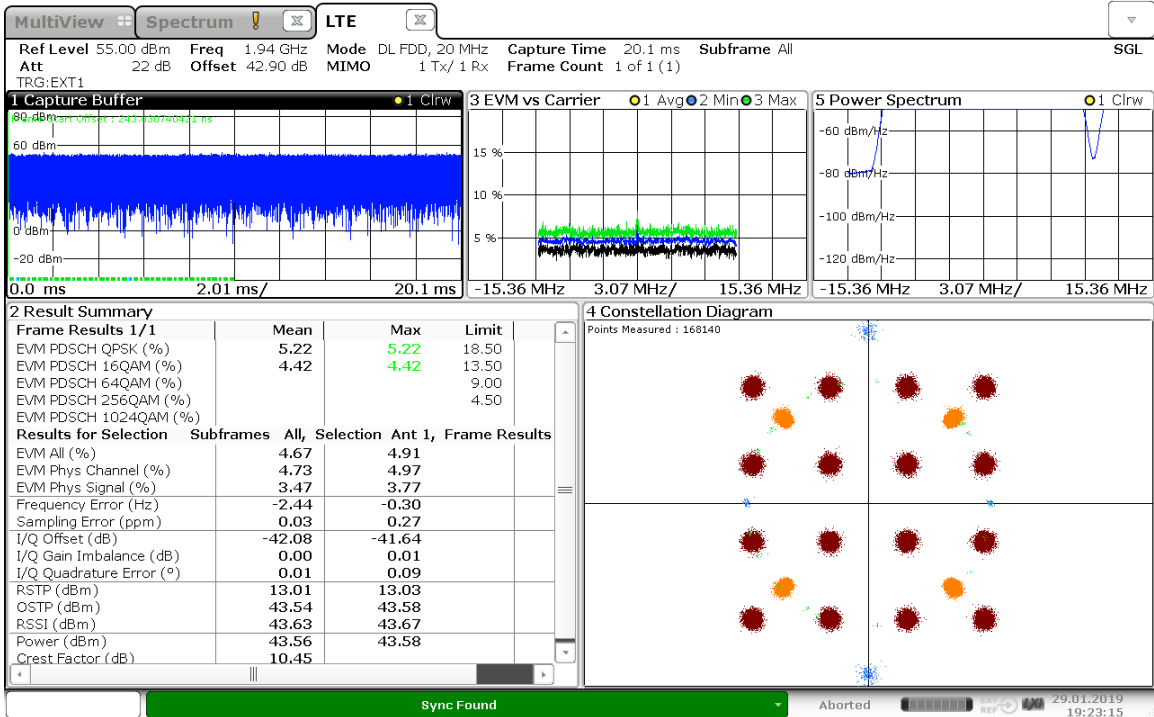 MultiView Spectrum ! LTE
Ref Level 55.00 dBm Freq 1.94 GHz Mode DL FDD, 20 MHz Capture Time 20.1 ms Subframe All SGL
Att 22 dB Offset 42.90 dB MIMO 1 Tx/ 1 Rx Frame Count 1 of 1 (1)
TRG:EXT1
1 Capture Buffer 1 Clrw
80 dBm
Frame Start Offset : 243.030740421 ns
60 dBm
0 dBm
-20 dBm
0.0 ms 2.01 ms/ 20.1 ms
3 EVM vs Carrier 1 Avg 2 Min 3 Max
15 %
10 %
5 %
-15.36 MHz 3.07 MHz/ 15.36 MHz
5 Power Spectrum 1 Clrw
-60 dBm/Hz
-80 dBm/Hz
-100 dBm/Hz
-120 dBm/Hz
-15.36 MHz 3.07 MHz/ 15.36 MHz
2 Result Summary
Frame Results 1/1 Mean Max Limit
EVM PDSCH QPSK (%) 5.22 5.22 18.50
EVM PDSCH 16QAM (%) 4.42 4.42 13.50
EVM PDSCH 64QAM (%) 9.00
EVM PDSCH 256QAM (%) 4.50
EVM PDSCH 1024QAM (%)
Results for Selection Subframes All, Selection Ant 1, Frame Results
EVM All (%) 4.67 4.91
EVM Phys Channel (%) 4.73 4.97
EVM Phys Signal (%) 3.47 3.77
Frequency Error (Hz) -2.44 -0.30
Sampling Error (ppm) 0.03 0.27
I/Q Offset (dB) -42.08 -41.64
I/Q Gain Imbalance (dB) 0.00 0.01
I/Q Quadrature Error (º) 0.01 0.09
RSTP (dBm) 13.01 13.03
OSTP (dBm) 43.54 43.58
RSSI (dBm) 43.63 43.67
Power (dBm) 43.56 43.58
Crest Factor (dB) 10.45
4 Constellation Diagram
Points Measured : 168140
Sync Found
Aborted
EXT
REF
LXI
29.01.2019
19:23:15